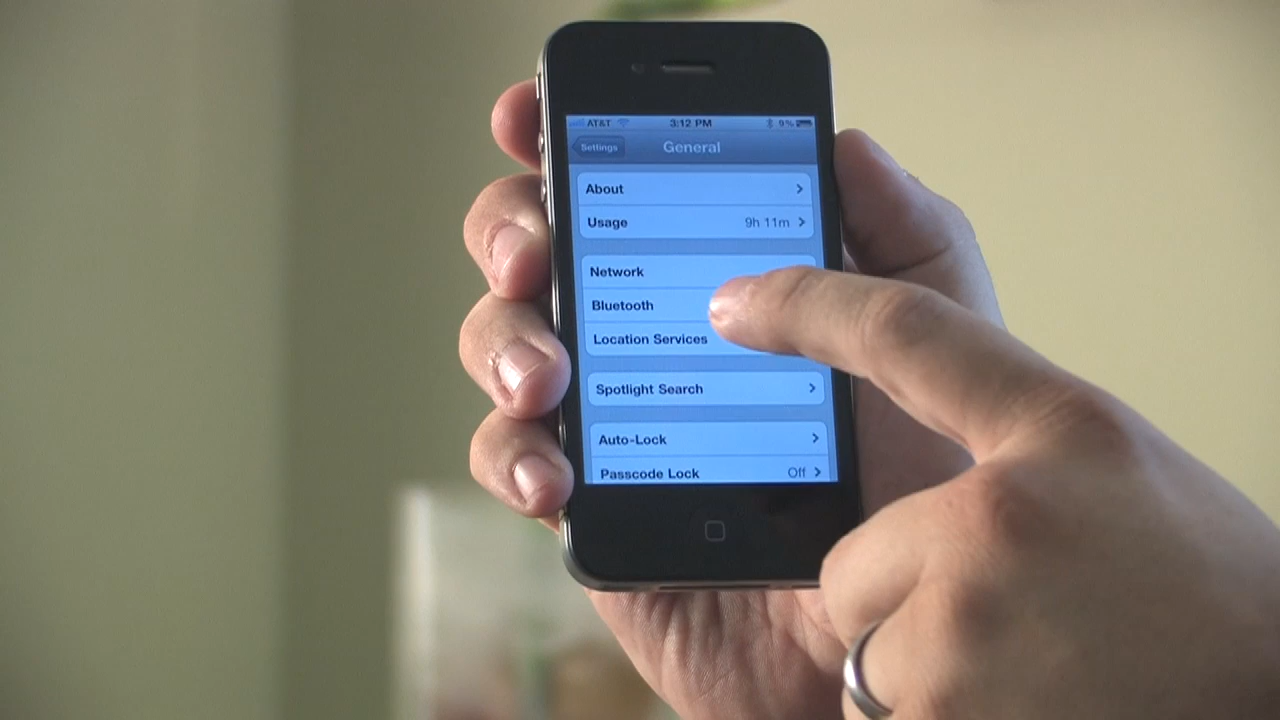 AT&T 3:12 PM 9%
Settings General
About
Usage 9h 11m
Network
Bluetooth
Location Services
Spotlight Search
Auto-Lock
Passcode Lock Off